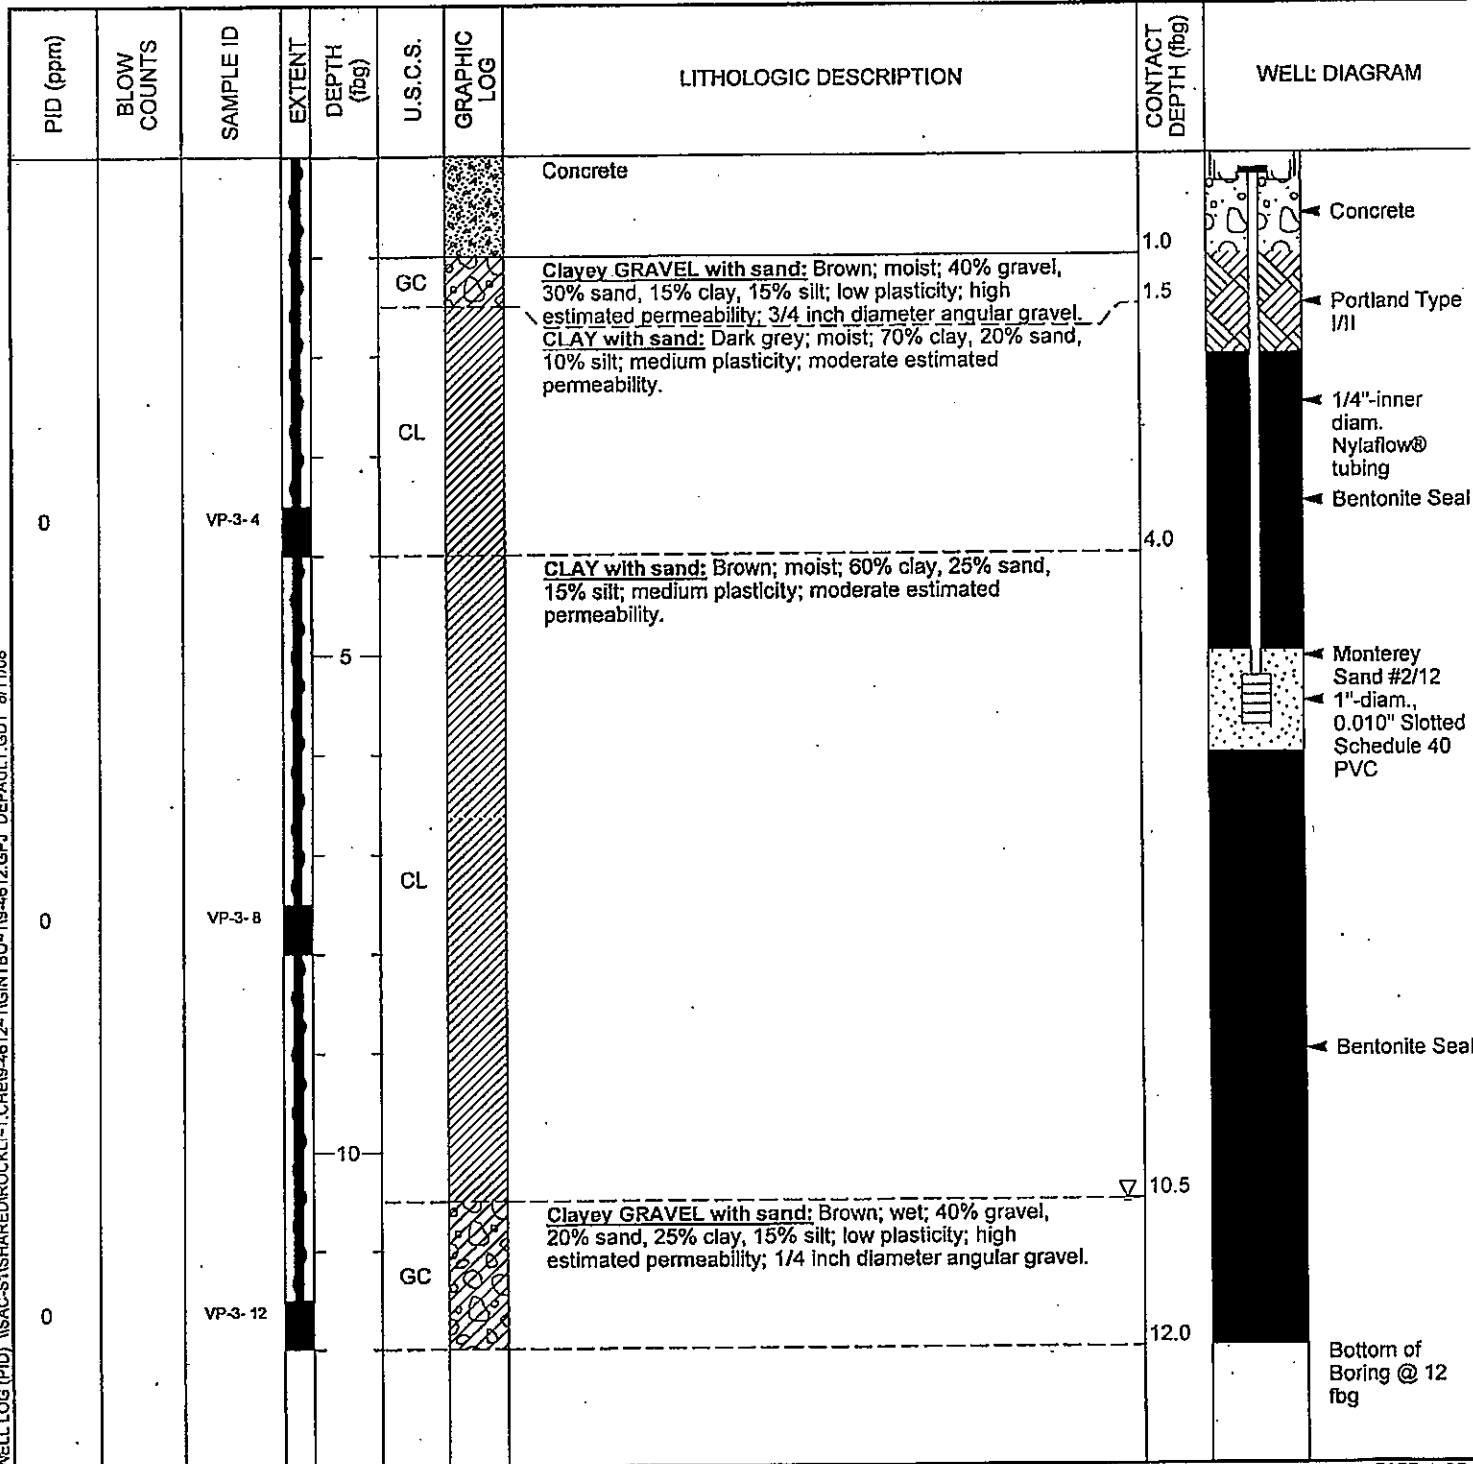 PID (ppm)
BLOW
COUNTS
SAMPLE ID
EXTENT
DEPTH
(fbg)
U.S.C.S.
GRAPHIC
LOG
LITHOLOGIC DESCRIPTION
CONTACT
DEPTH (fbg)
WELL DIAGRAM
Concrete
Concrete
1.0
GC
Clayey GRAVEL with sand: Brown; moist; 40% gravel,
30% sand, 15% clay, 15% silt; low plasticity; high
estimated permeability; 3/4 inch diameter angular gravel.
1.5
Portland Type
I/II
CLAY with sand: Dark grey; moist; 70% clay, 20% sand,
10% silt; medium plasticity; moderate estimated
permeability.
1/4"-inner
diam.
Nylaflow®
tubing
CL
Bentonite Seal
0
VP-3-4
4.0
CLAY with sand: Brown; moist; 60% clay, 25% sand,
15% silt; medium plasticity; moderate estimated
permeability.
5
Monterey
Sand #2/12
1"-diam.,
0.010" Slotted
Schedule 40
PVC
CL
0
VP-3-8
Bentonite Seal
10
10.5
Clayey GRAVEL with sand: Brown; wet; 40% gravel,
20% sand, 25% clay, 15% silt; low plasticity; high
estimated permeability; 1/4 inch diameter angular gravel.
GC
0
VP-3-12
12.0
Bottom of
Boring @ 12
fbg
WELL LOG (PID)